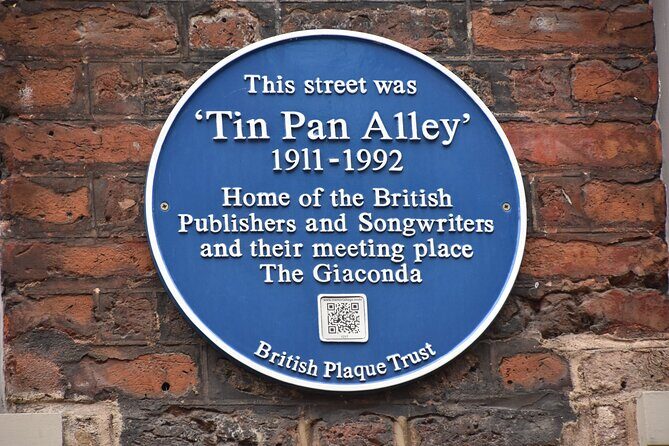 This street was
'Tin Pan Alley'
1911-1992
Home of the British
Publishers and Songwriters
and their meeting place
The Giaconda
British Plaque Trust